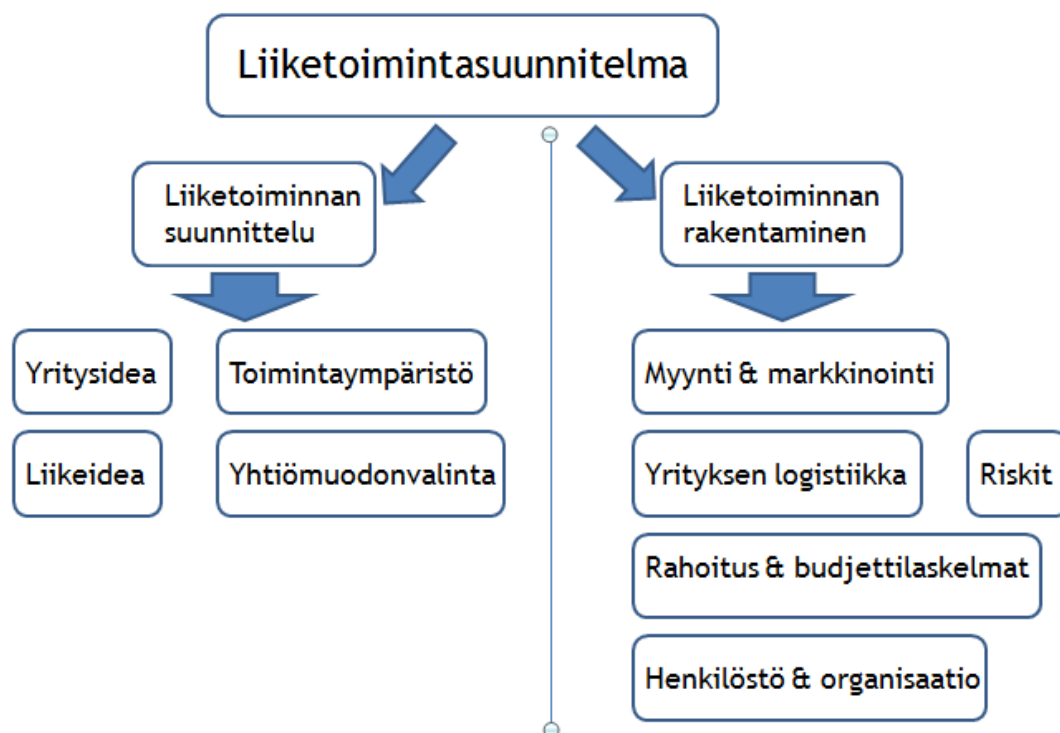 Liiketoimintasuunnitelma
Liiketoiminnan
suunnittelu
Yritysidea
Toimintaympäristö
Liikeidea
Yhtiömuodonvalinta
Liiketoiminnan
rakentaminen
Myynti & markkinointi
Yrityksen logistiikka
Riskit
Rahoitus & budjettilaskelmat
Henkilöstö & organisaatio